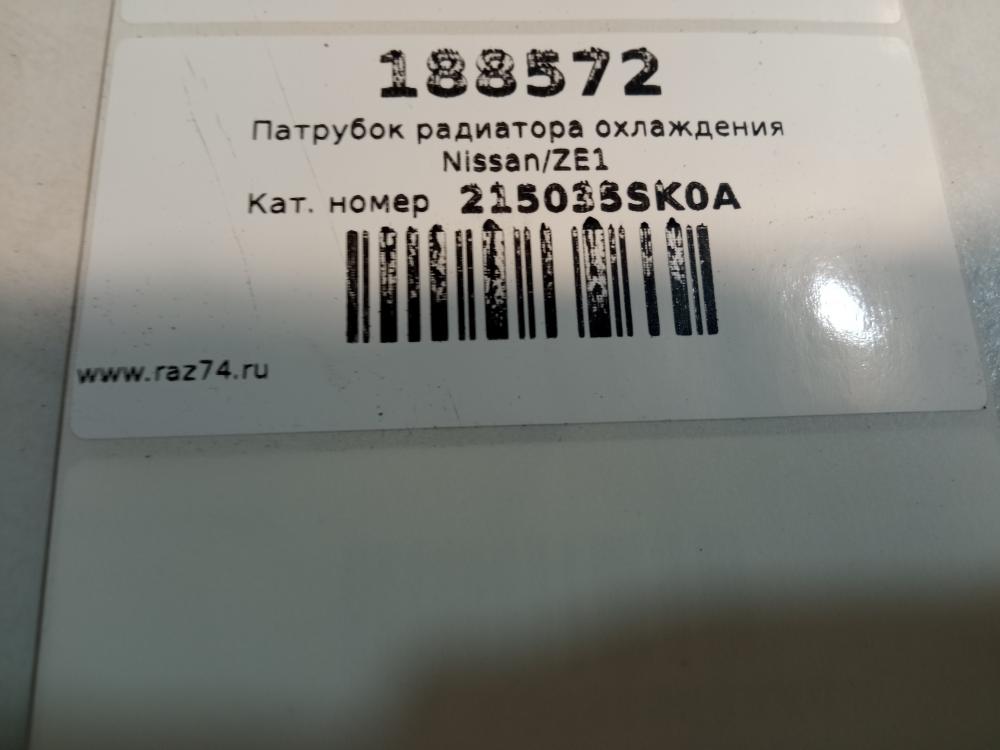 188572
Патрубок радиатора охлаждения
Nissan/ZE1
Кат. номер 215035SK0A
www.raz74.ru